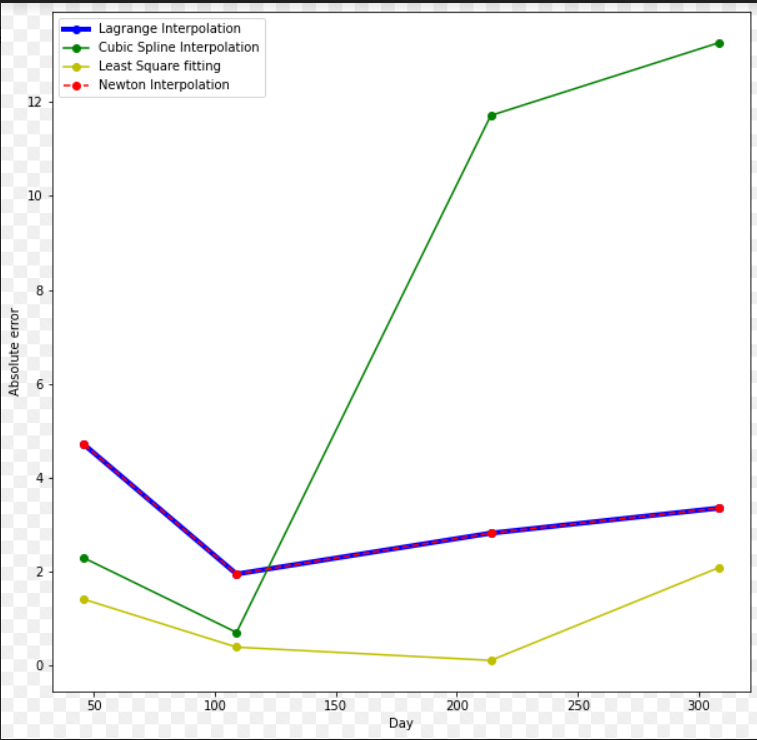 Lagrange Interpolation
Cubic Spline Interpolation
Least Square fitting
Newton Interpolation
12
10
8
6
4
2
0
Absolute error
50 100 150 200 250 300
Day